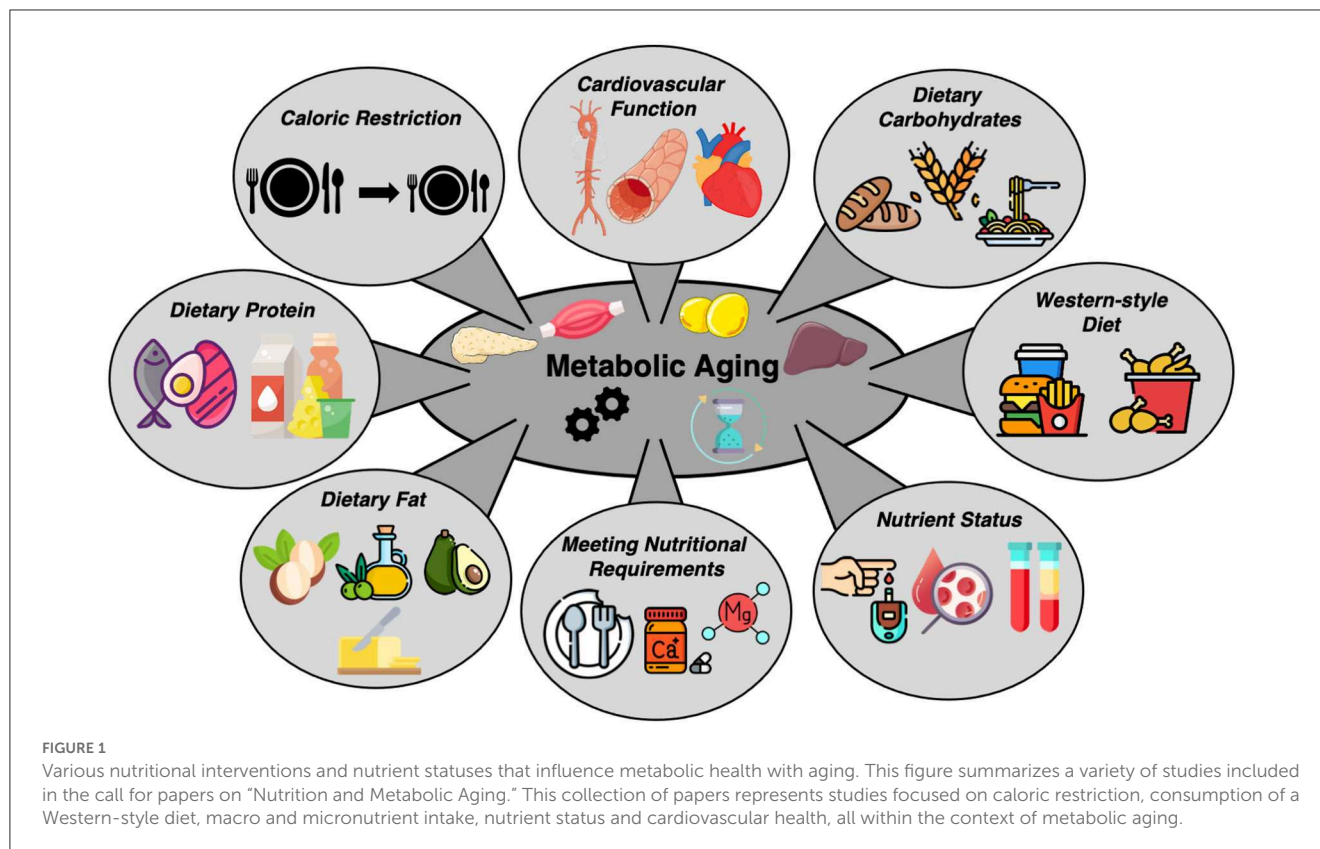 Caloric Restriction
Cardiovascular
Function
Dietary
Carbohydrates
Dietary Protein
Metabolic Aging
Western-style
Diet
Dietary Fat
Meeting Nutritional
Requirements
Ca+
Mg
Nutrient Status
FIGURE 1
Various nutritional interventions and nutrient statuses that influence metabolic health with aging. This figure summarizes a variety of studies included
in the call for papers on “Nutrition and Metabolic Aging.” This collection of papers represents studies focused on caloric restriction, consumption of a
Western-style diet, macro and micronutrient intake, nutrient status and cardiovascular health, all within the context of metabolic aging.